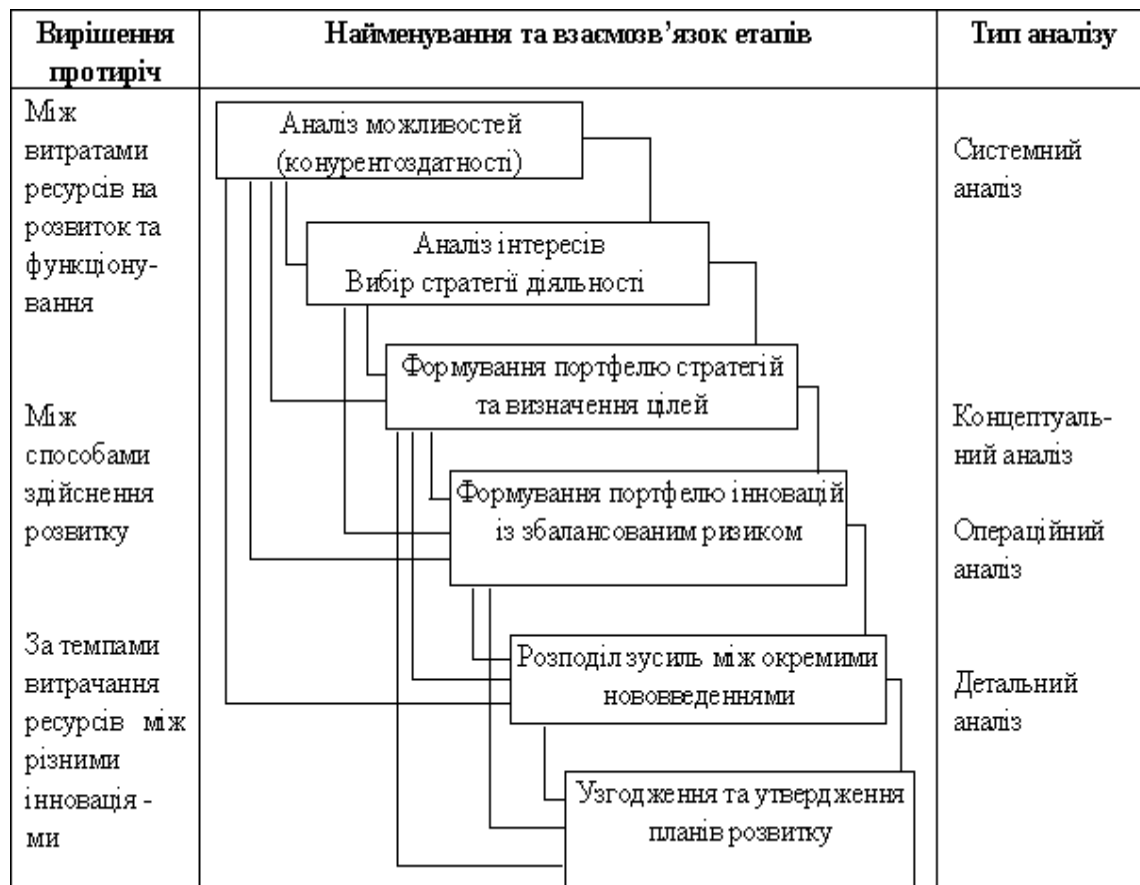 Вирішення
протиріч
Найменування та взаємозв’язок етапів
Тип аналізу
Між
витратами
ресурсів на
розвиток та
функціону-
вання
Між
способами
здійснення
розвитку
За темпами
витрачання
ресурсів між
різними
інновація -
ми
Аналіз можливостей
(конурентоздатності)
Аналіз інтересів
Вибір стратегії діяльності
Формування портфелю стратегій
та визначення цілей
Формування портфелю інновацій
із збалансованим ризиком
Розподіл зусиль між окремими
нововведеннями
Узгодження та утвердження
планів розвитку
Системний
аналіз
Концептуаль-
ний аналіз
Операційний
аналіз
Детальний
аналіз